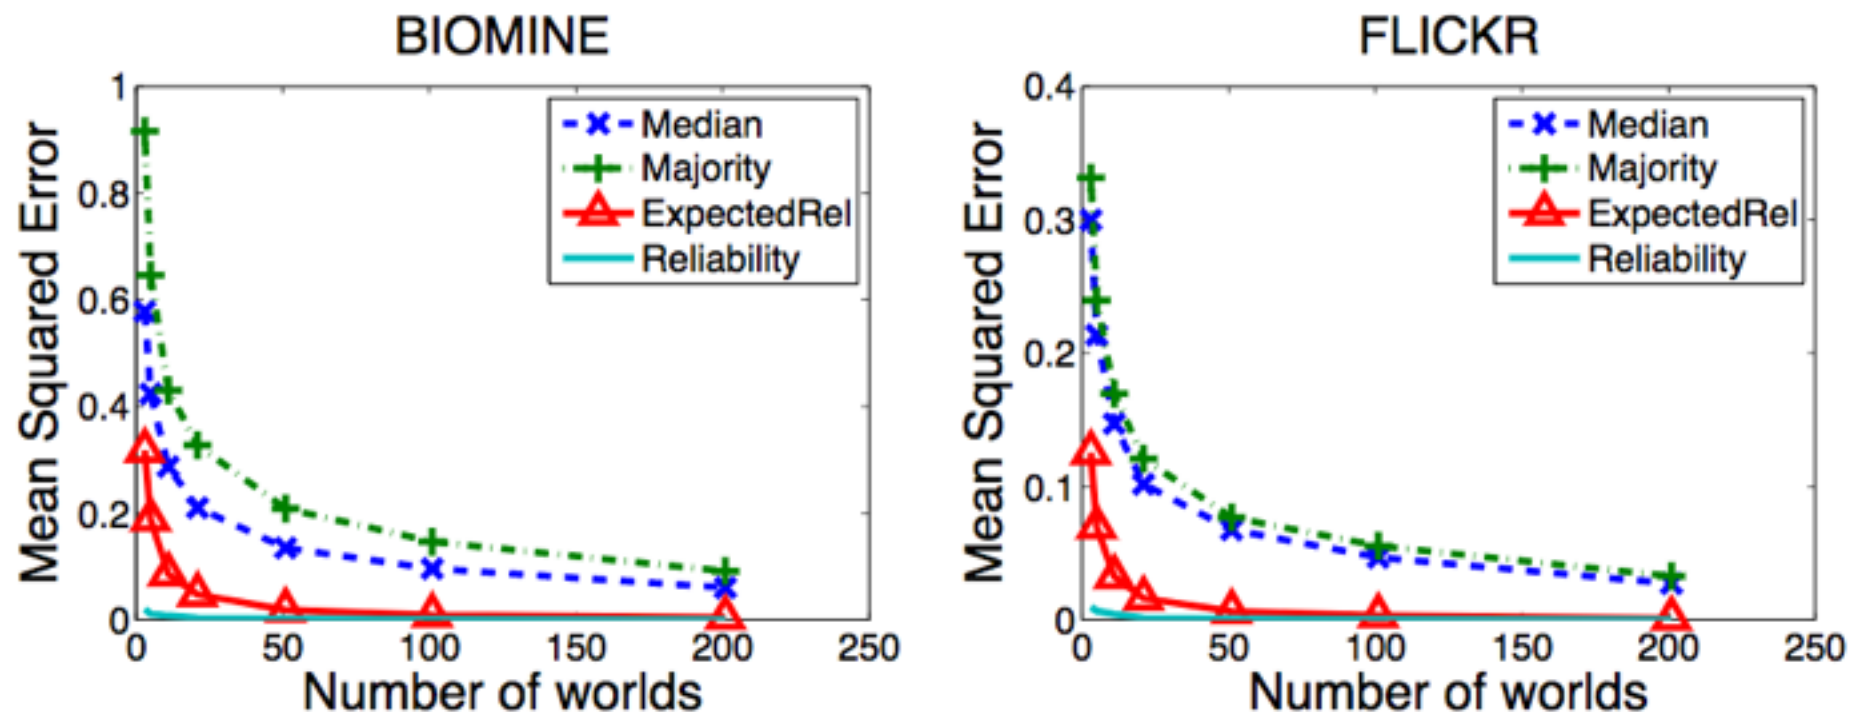 BIOMINE
Mean Squared Error
1
0.8
0.6
0.4
0.2
0
0 50 100 150 200 250
Number of worlds
Median
Majority
ExpectedRel
Reliability
FLICKR
Mean Squared Error
0.4
0.3
0.2
0.1
0
0 50 100 150 200 250
Number of worlds
Median
Majority
ExpectedRel
Reliability